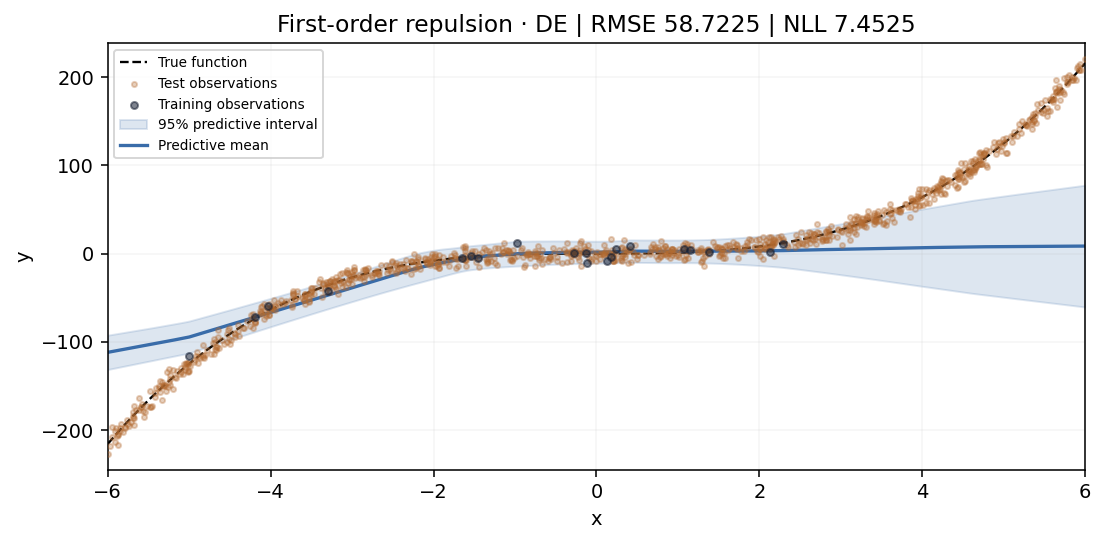 First-order repulsion · DE | RMSE 58.7225 | NLL 7.4525
True function
Test observations
Training observations
95% predictive interval
Predictive mean
200
100
0
−100
−200
y
−6 −4 −2 0 2 4 6
x